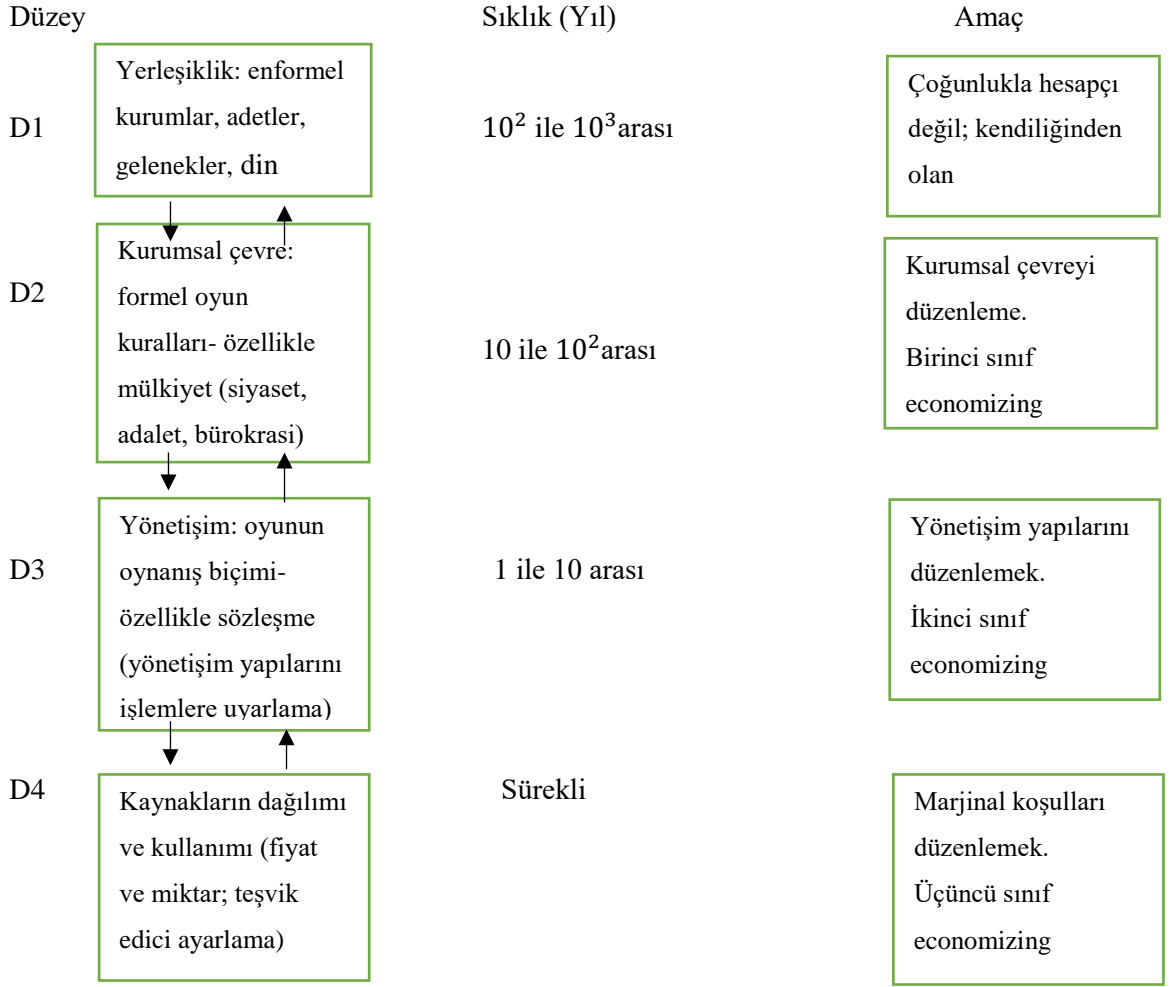 Düzey Sıklık (Yıl) Amaç
D1
Yerleşiklik: enformel
kurumlar, adetler,
gelenekler, din
10² ile 10³arası
Çoğunlukla hesapçı
değil; kendiliğinden
olan
D2
Kurumsal çevre:
formel oyun
kuralları- özellikle
mülkiyet (siyaset,
adalet, bürokrasi)
10 ile 10²arası
Kurumsal çevreyi
düzenleme.
Birinci sınıf
economizing
D3
Yönetişim: oyunun
oynanış biçimi-
özellikle sözleşme
(yönetişim yapılarını
işlemlere uyarlama)
1 ile 10 arası
Yönetişim yapılarını
düzenlemek.
İkinci sınıf
economizing
D4
Kaynakların dağılımı
ve kullanımı (fiyat
ve miktar; teşvik
edici ayarlama)
Sürekli
Marjinal koşulları
düzenlemek.
Üçüncü sınıf
economizing